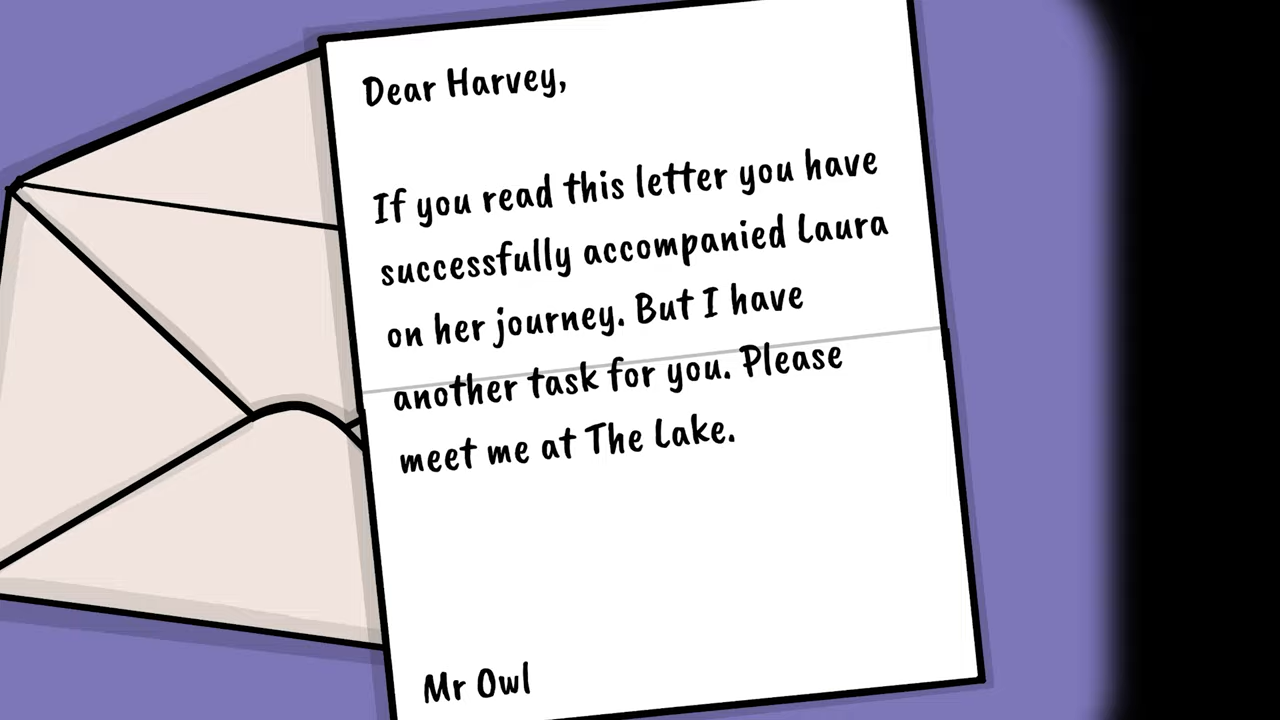 Dear Harvey,
If you read this letter you have
successfully accompanied Laura
on her journey. But I have
another task for you. Please
meet me at The Lake.
Mr Owl